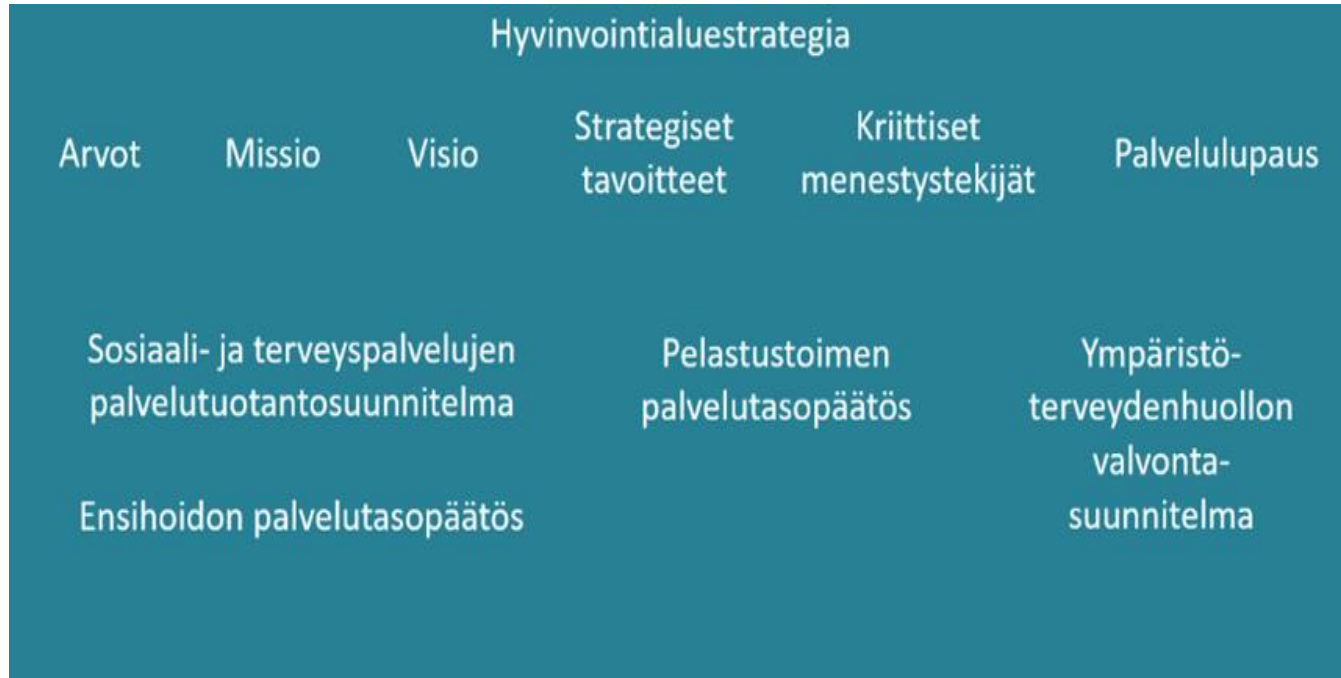 Hyvinvointialuestrategia
Arvot
Missio
Visio
Strategiset
tavoitteet
Kriittiset
menestystekijät
Palvelulupaus
Sosiaali- ja terveyspalvelujen
palvelutuotantosuunnitelma
Ensihoidon palvelutasopäätös
Pelastustoimen
palvelutasopäätös
Ympäristö-
terveydenhuollon
valvonta-
suunnitelma